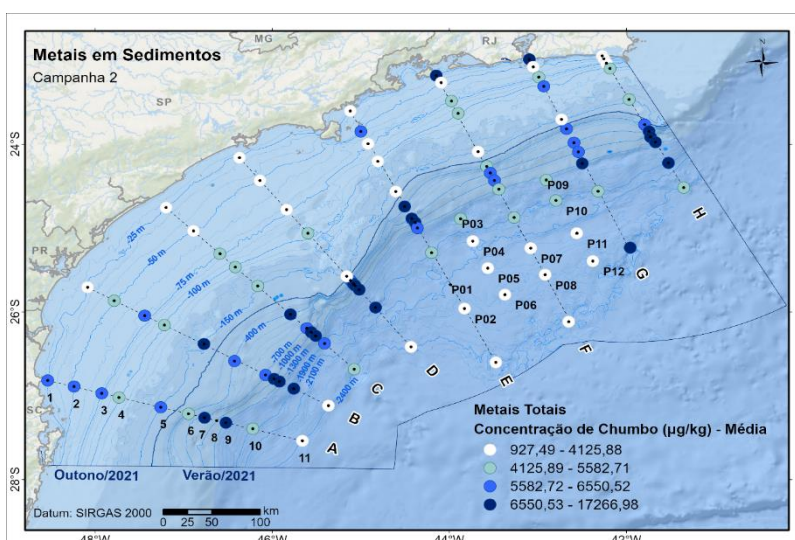 MG
RJ
Metais em Sedimentos
Campanha 2
SP
PR
SC
24°S
26°S
28°S
24°S
26°S
28°S
-25 m
-50 m
-75 m
-100 m
-150 m
-400 m
-700 m
-1000 m
-1300 m
-1900 m
-2100 m
-2400 m
P09
P10
P03
P04
P11
P05
P07
P12
P01
P06
P08
P02
H
G
F
E
D
C
B
A
1
2
3
4
5
6
7
8
9
10
11
Outono/2021
Verão/2021
Metais Totais
Concentração de Chumbo (µg/kg) - Média
927,49 - 4125,88
4125,89 - 5582,71
5582,72 - 6550,52
6550,53 - 17266,98
Datum: SIRGAS 2000
0 25 50 100
km
48°W
46°W
44°W
42°W